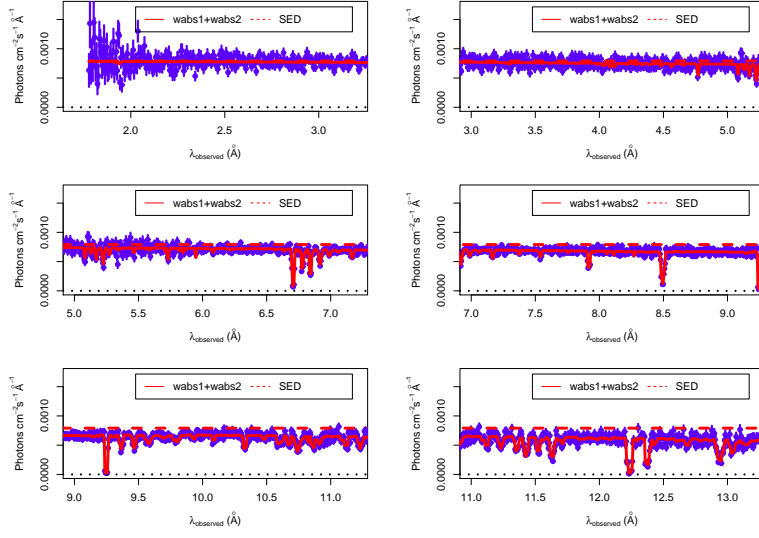 wabs1+wabs2 SED
Photons cm⁻²s⁻¹ Å⁻¹
0.0000 0.0010
2.0 2.5 3.0
λobserved (Å)
wabs1+wabs2 SED
Photons cm⁻²s⁻¹ Å⁻¹
0.0000 0.0010
3.0 3.5 4.0 4.5 5.0
λobserved (Å)
wabs1+wabs2 SED
Photons cm⁻²s⁻¹ Å⁻¹
0.0000 0.0010
5.0 5.5 6.0 6.5 7.0
λobserved (Å)
wabs1+wabs2 SED
Photons cm⁻²s⁻¹ Å⁻¹
0.0000 0.0010
7.0 7.5 8.0 8.5 9.0
λobserved (Å)
wabs1+wabs2 SED
Photons cm⁻²s⁻¹ Å⁻¹
0.0000 0.0010
9.0 9.5 10.0 10.5 11.0
λobserved (Å)
wabs1+wabs2 SED
Photons cm⁻²s⁻¹ Å⁻¹
0.0000 0.0010
11.0 11.5 12.0 12.5 13.0
λobserved (Å)